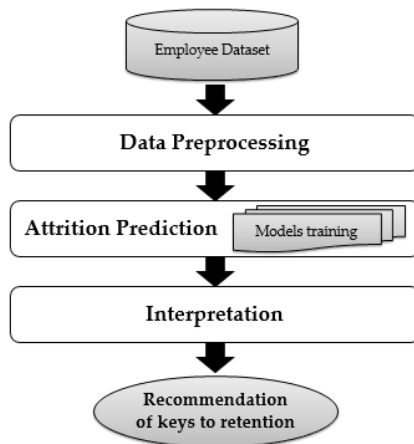 Employee Dataset
Data Preprocessing
Attrition Prediction
Models training
Interpretation
Recommendation
of keys to retention